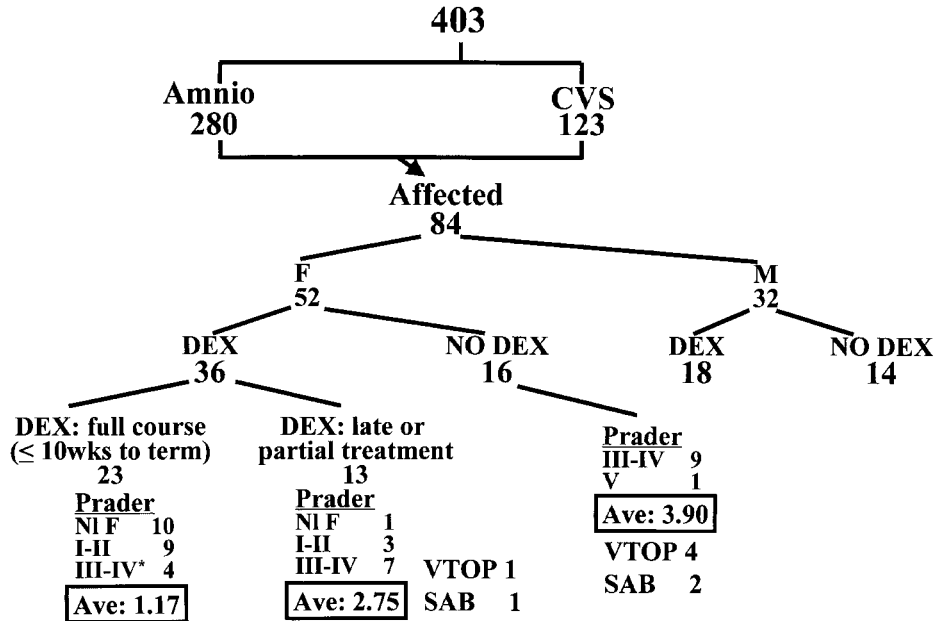 403
Amnio
280
CVS
123
Affected
84
F
52
M
32
DEX
36
NO DEX
16
DEX
18
NO DEX
14
DEX: full course
(≤ 10wks to term)
23
Prader
Nl F 10
I-II 9
III-IV* 4
Ave: 1.17
DEX: late or
partial treatment
13
Prader
Nl F 1
I-II 3
III-IV 7
Ave: 2.75
VTOP 1
SAB 1
Prader
III-IV 9
V 1
Ave: 3.90
VTOP 4
SAB 2